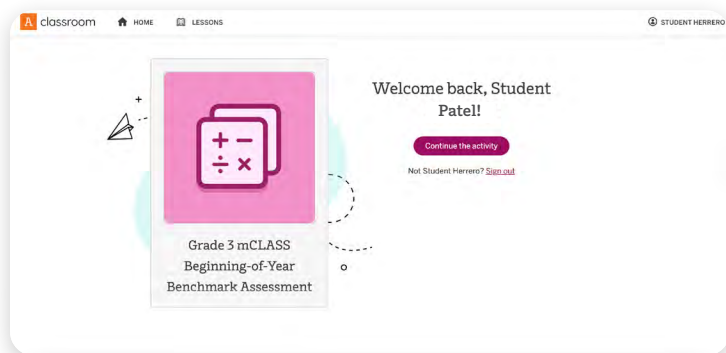 A classroom HOME LESSONS STUDENT HERRERO
Welcome back, Student
Patel!
Continue the activity
Not Student Herrero? Sign out
+ −
÷ ×
Grade 3 mCLASS
Beginning-of-Year
Benchmark Assessment